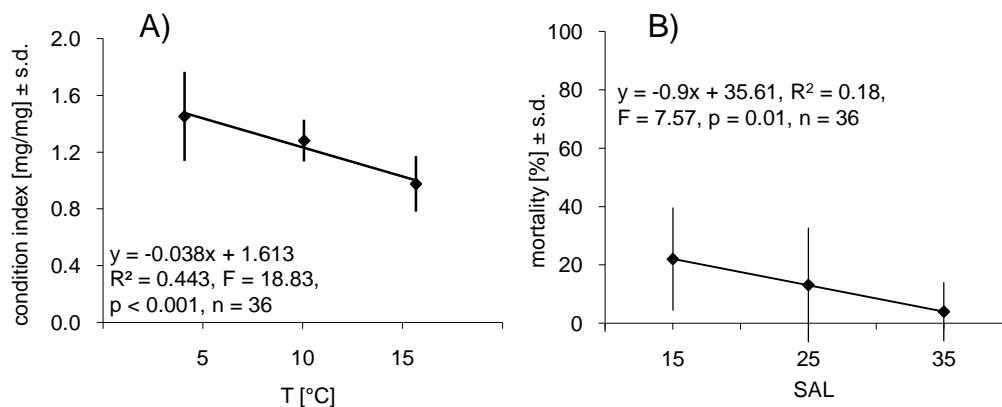 A)
condition index [mg/mg] ± s.d.
2.0
1.6
1.2
0.8
0.4
0.0
y = -0.038x + 1.613
R² = 0.443, F = 18.83,
p < 0.001, n = 36
5 10 15
T [°C]
B)
mortality [%] ± s.d.
100
80
60
40
20
0
y = -0.9x + 35.61, R² = 0.18,
F = 7.57, p = 0.01, n = 36
15 25 35
SAL